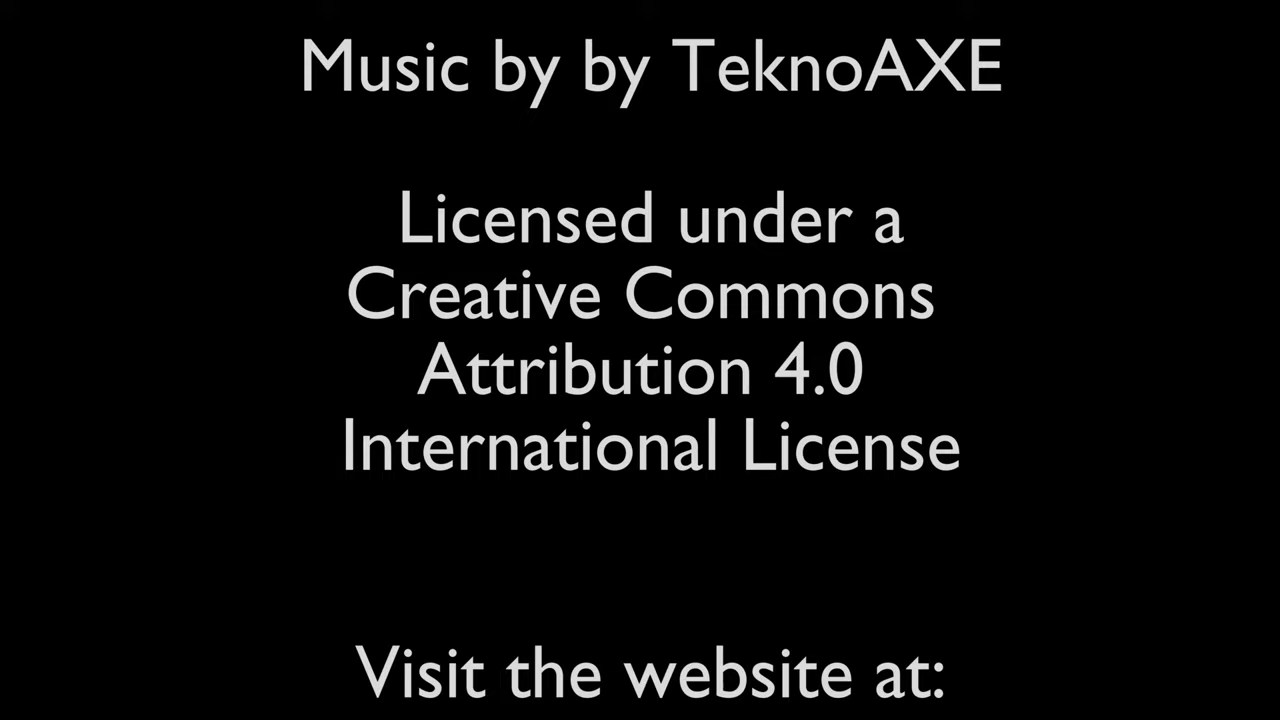 Music by by TeknoAXE
Licensed under a
Creative Commons
Attribution 4.0
International License
Visit the website at: